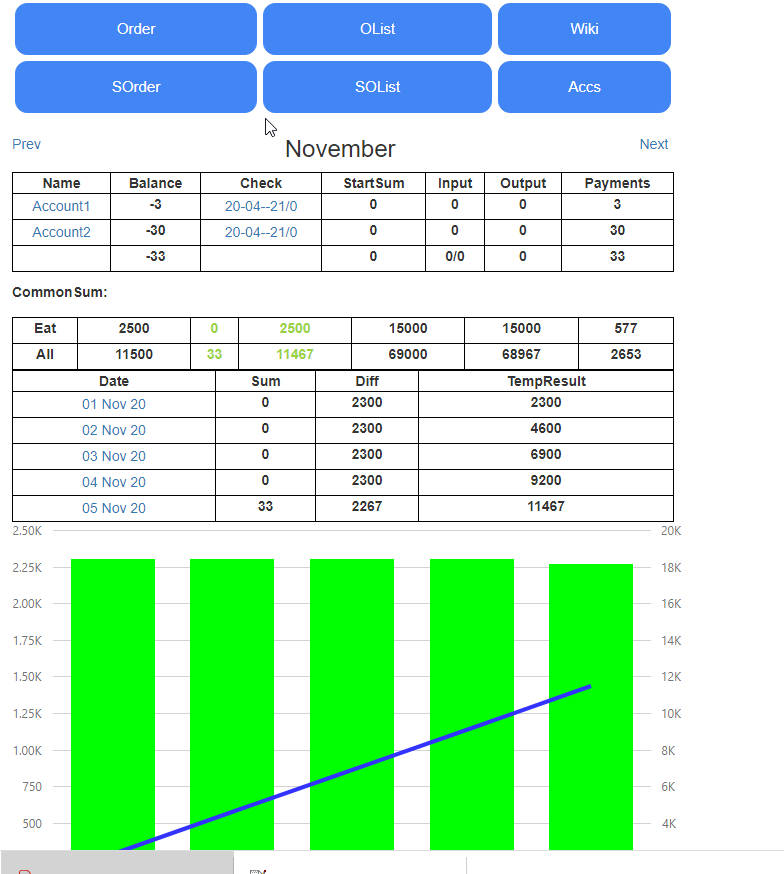 Order OList Wiki
SOrder SOList Accs
Prev November Next
Name Balance Check StartSum Input Output Payments
Account1 -3 20-04--21/0 0 0 0 3
Account2 -30 20-04--21/0 0 0 0 30
-33 0 0/0 0 33
CommonSum:
Eat 2500 0 2500 15000 15000 577
All 11500 33 11467 69000 68967 2653
Date Sum Diff TempResult
01 Nov 20 0 2300 2300
02 Nov 20 0 2300 4600
03 Nov 20 0 2300 6900
04 Nov 20 0 2300 9200
05 Nov 20 33 2267 11467
2.50K 20K
2.25K 18K
2.00K 16K
1.75K 14K
1.50K 12K
1.25K 10K
1.00K 8K
750 6K
500 4K